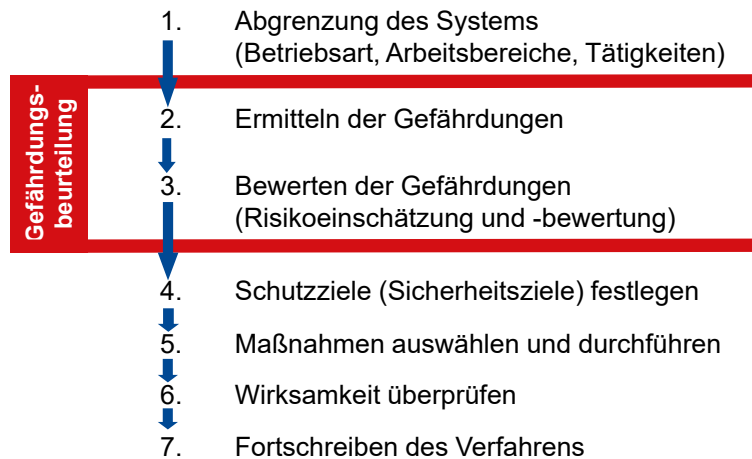 1. Abgrenzung des Systems
(Betriebsart, Arbeitsbereiche, Tätigkeiten)
Gefährdungs-
beurteilung
2. Ermitteln der Gefährdungen
3. Bewerten der Gefährdungen
(Risikoeinschätzung und -bewertung)
4. Schutzziele (Sicherheitsziele) festlegen
5. Maßnahmen auswählen und durchführen
6. Wirksamkeit überprüfen
7. Fortschreiben des Verfahrens